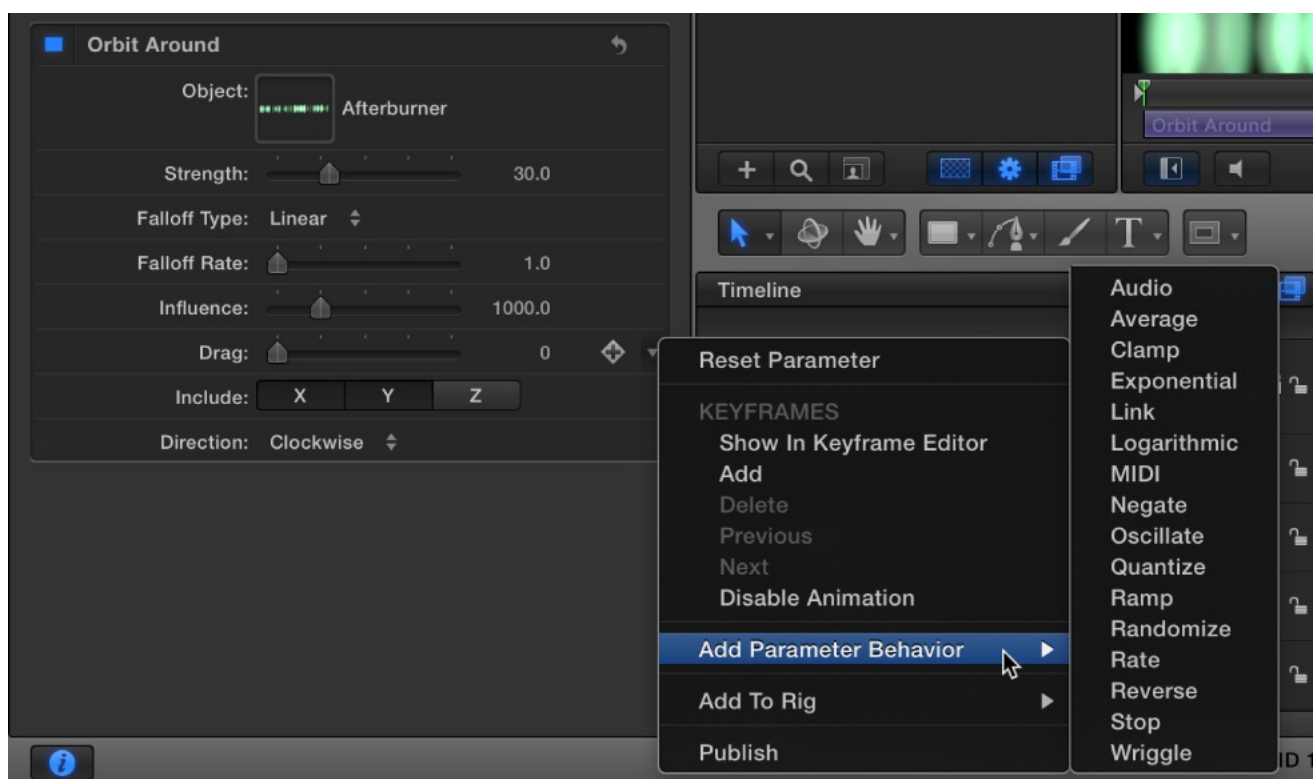 Orbit Around
Object:
Afterburner
Strength:
30.0
Falloff Type: Linear
Falloff Rate:
1.0
Influence:
1000.0
Drag:
0
Include: X Y Z
Direction: Clockwise
Orbit Around
T
Timeline
Reset Parameter
KEYFRAMES
Show In Keyframe Editor
Add
Delete
Previous
Next
Disable Animation
Add Parameter Behavior
Add To Rig
Publish
Audio
Average
Clamp
Exponential
Link
Logarithmic
MIDI
Negate
Oscillate
Quantize
Ramp
Randomize
Rate
Reverse
Stop
Wriggle